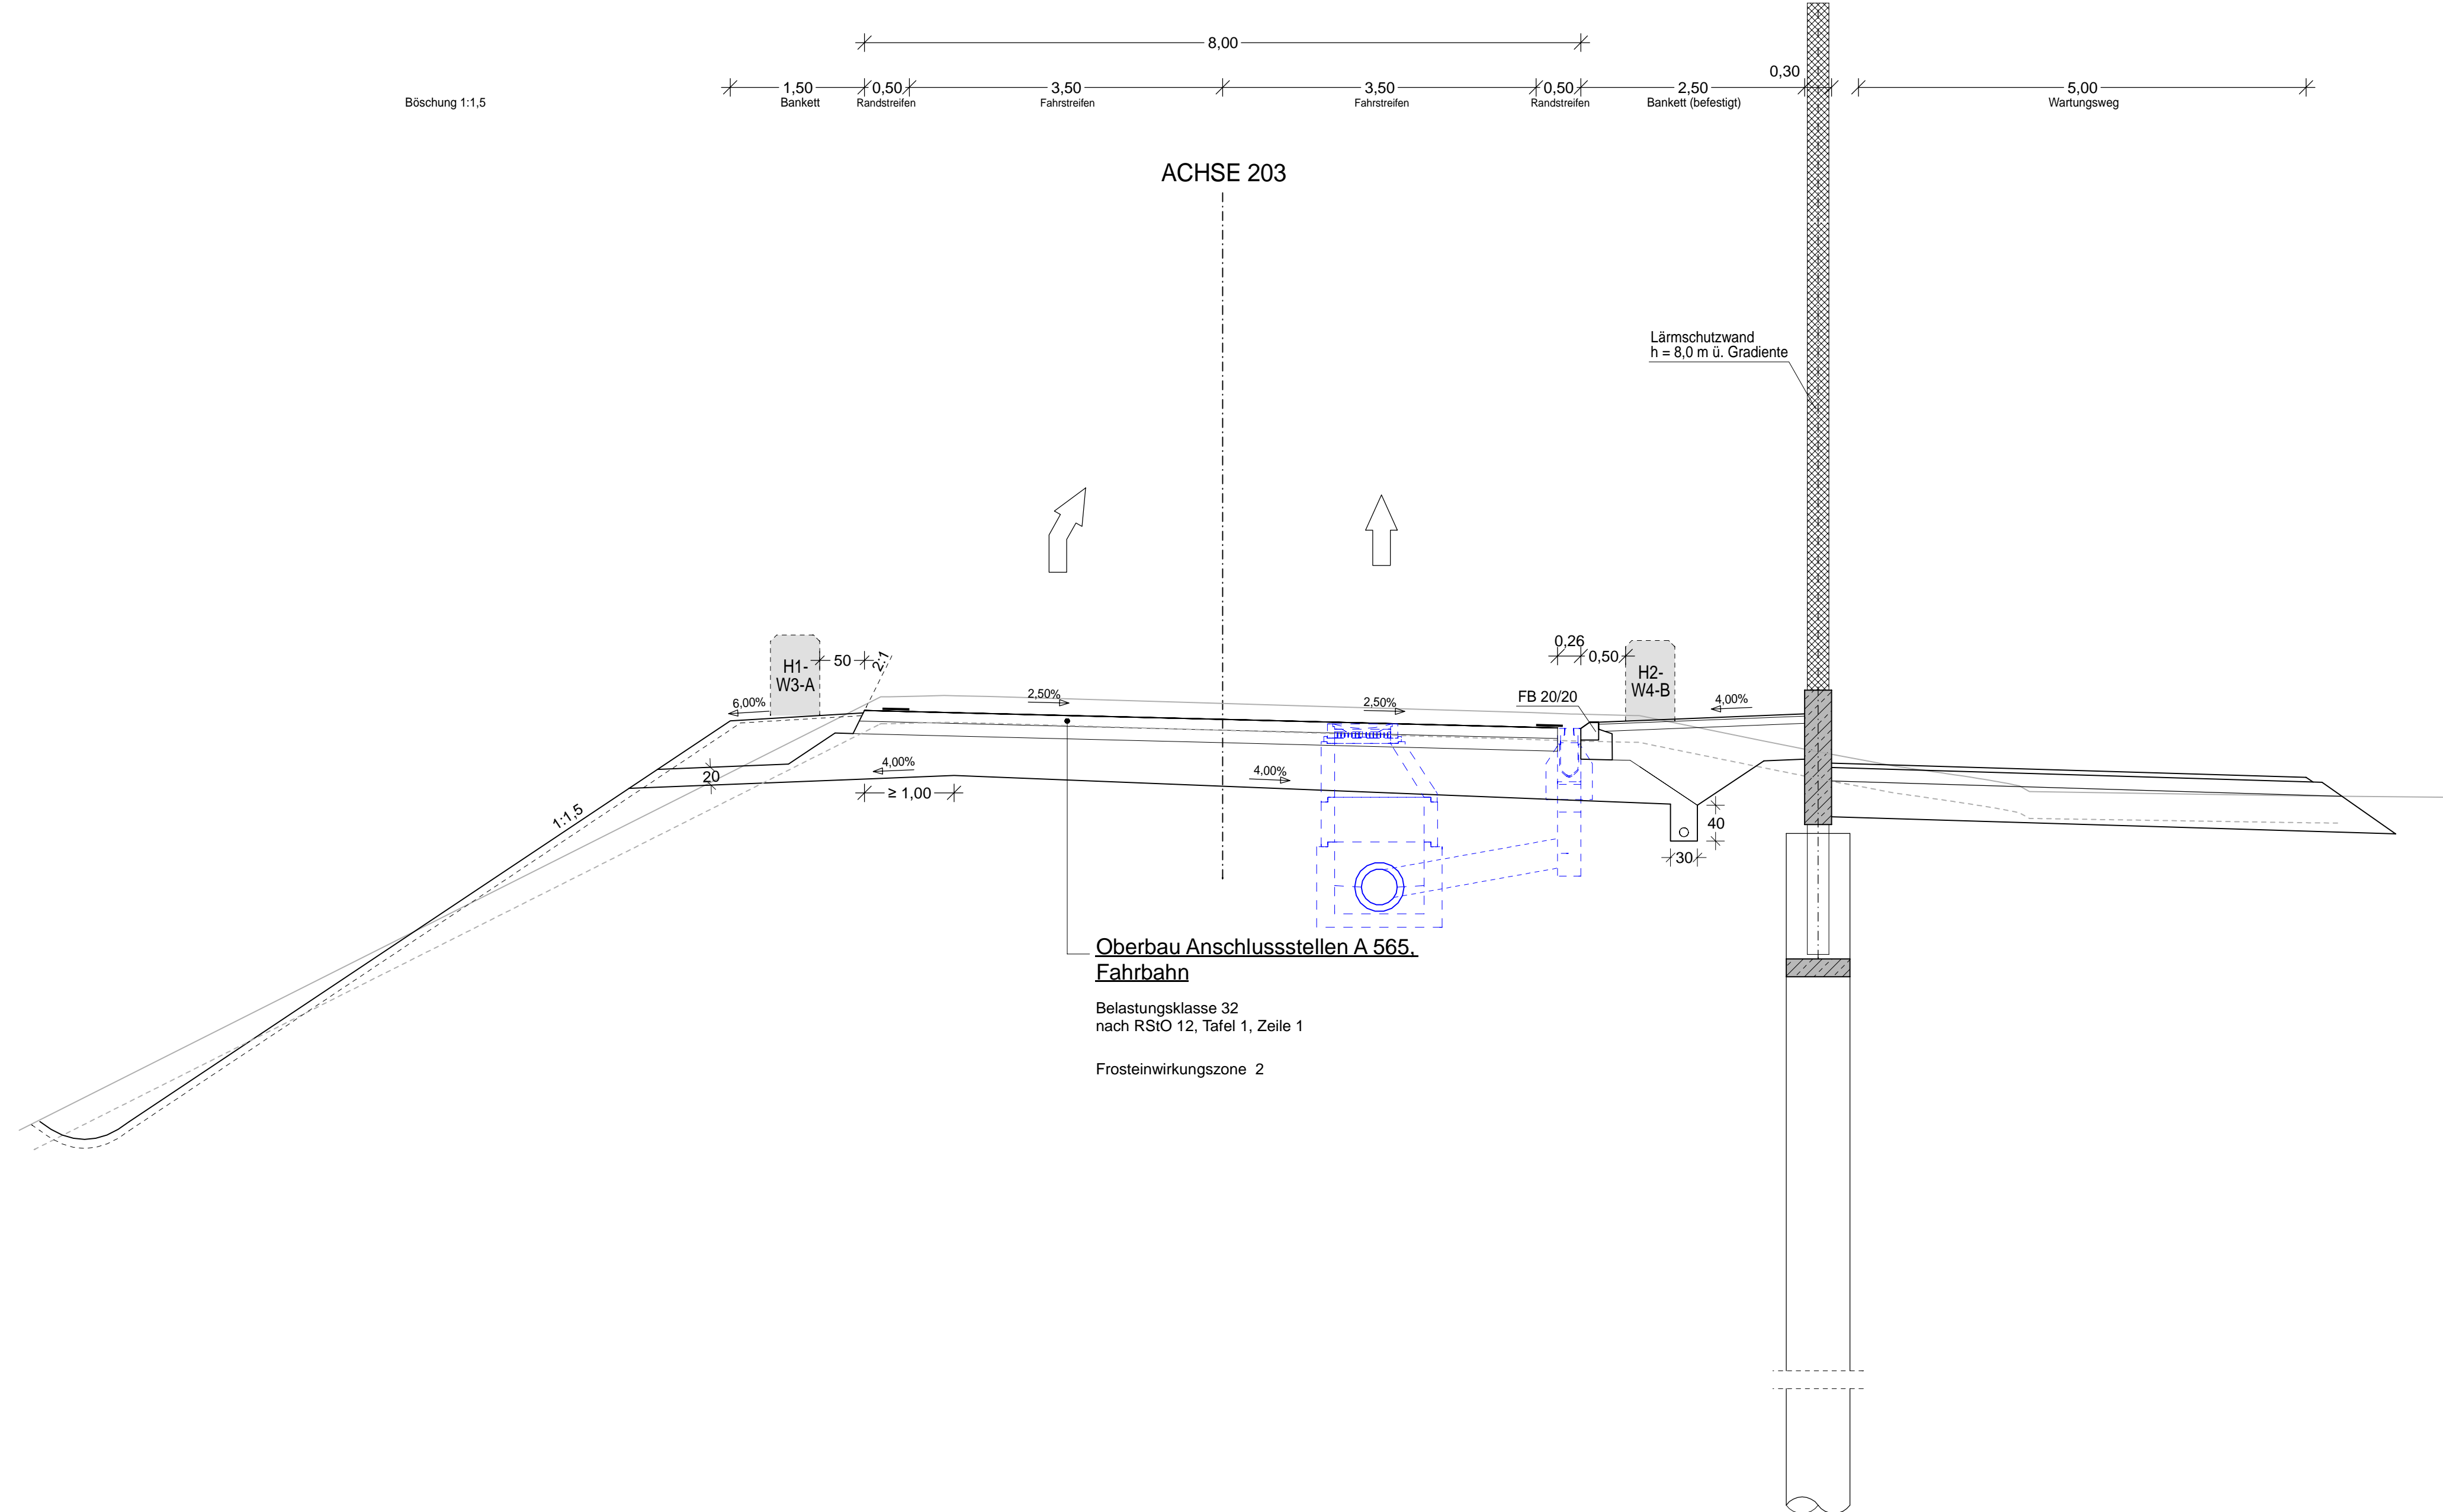 8,00
0,30
1,50
0,50
3,50
3,50
0,50
2,50
5,00
Böschung 1:1,5
Bankett
Randstreifen
Fahrstreifen
Fahrstreifen
Randstreifen
Bankett (befestigt)
Wartungsweg
ACHSE 203
Lärmschutzwand
h = 8,0 m ü. Gradiente
H1-
W3-A
50
2:1
0,26
0,50
H2-
W4-B
6,00%
2,50%
2,50%
FB 20/20
4,00%
20
4,00%
4,00%
≥ 1,00
1:1,5
40
30
Oberbau Anschlussstellen A 565,
Fahrbahn
Belastungsklasse 32
nach RStO 12, Tafel 1, Zeile 1
Frosteinwirkungszone 2